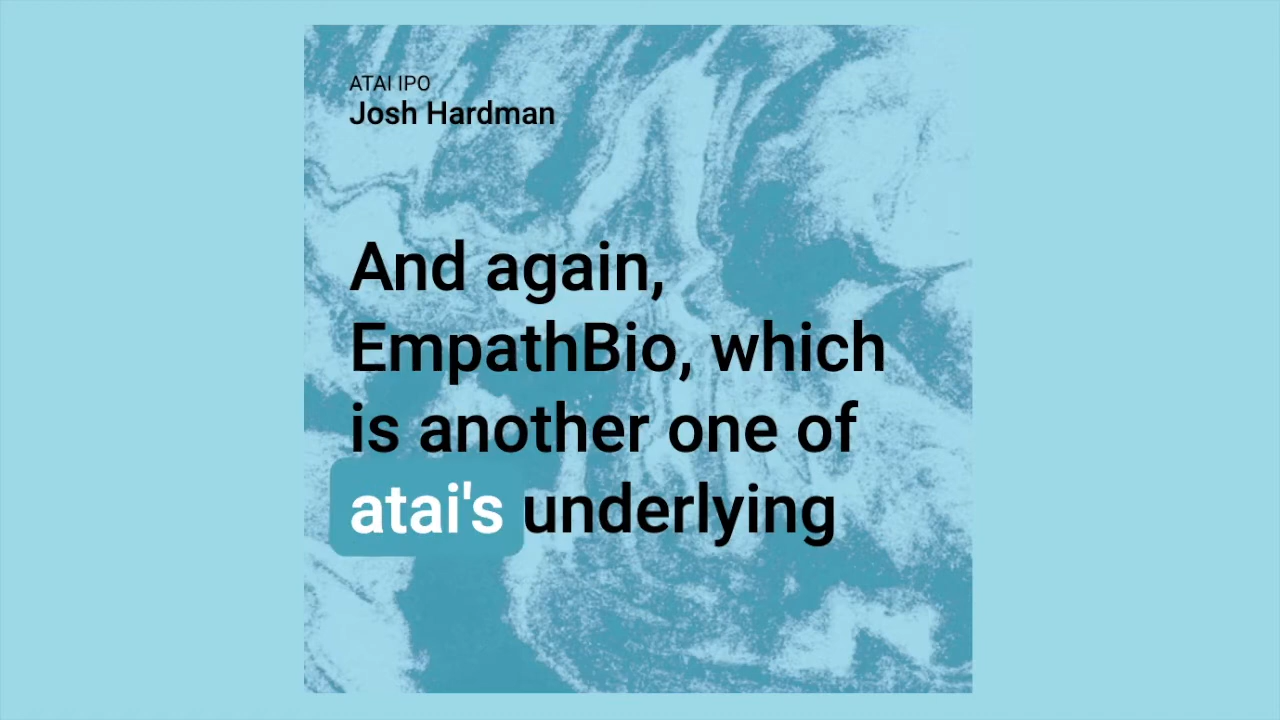 ATAI IPO
Josh Hardman
And again,
EmpathBio, which
is another one of
atai's underlying